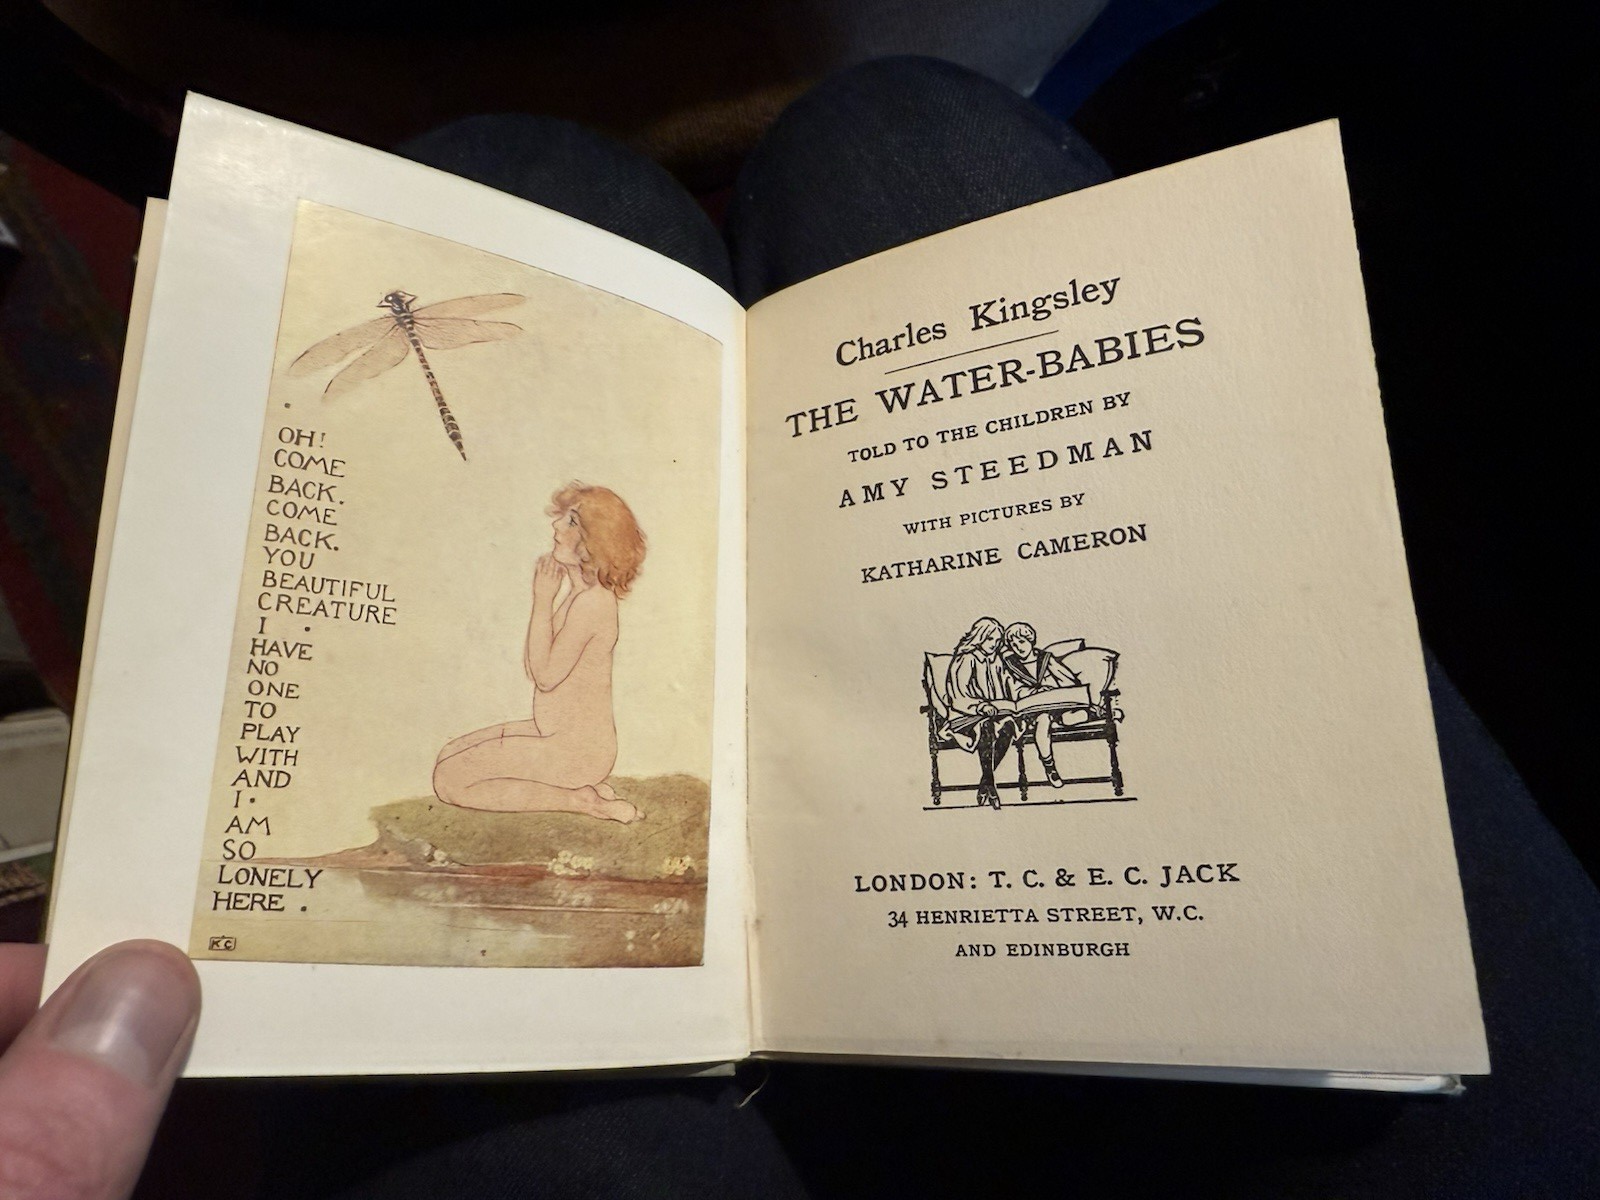 OH!
COME
BACK.
COME
BACK.
YOU
BEAUTIFUL
CREATURE
I .
HAVE
NO
ONE
TO
PLAY
WITH
AND
I .
AM
SO
LONELY
HERE .
KC
Charles Kingsley
THE WATER-BABIES
TOLD TO THE CHILDREN BY
AMY STEEDMAN
WITH PICTURES BY
KATHARINE CAMERON
LONDON: T. C. & E. C. JACK
34 HENRIETTA STREET, W.C.
AND EDINBURGH